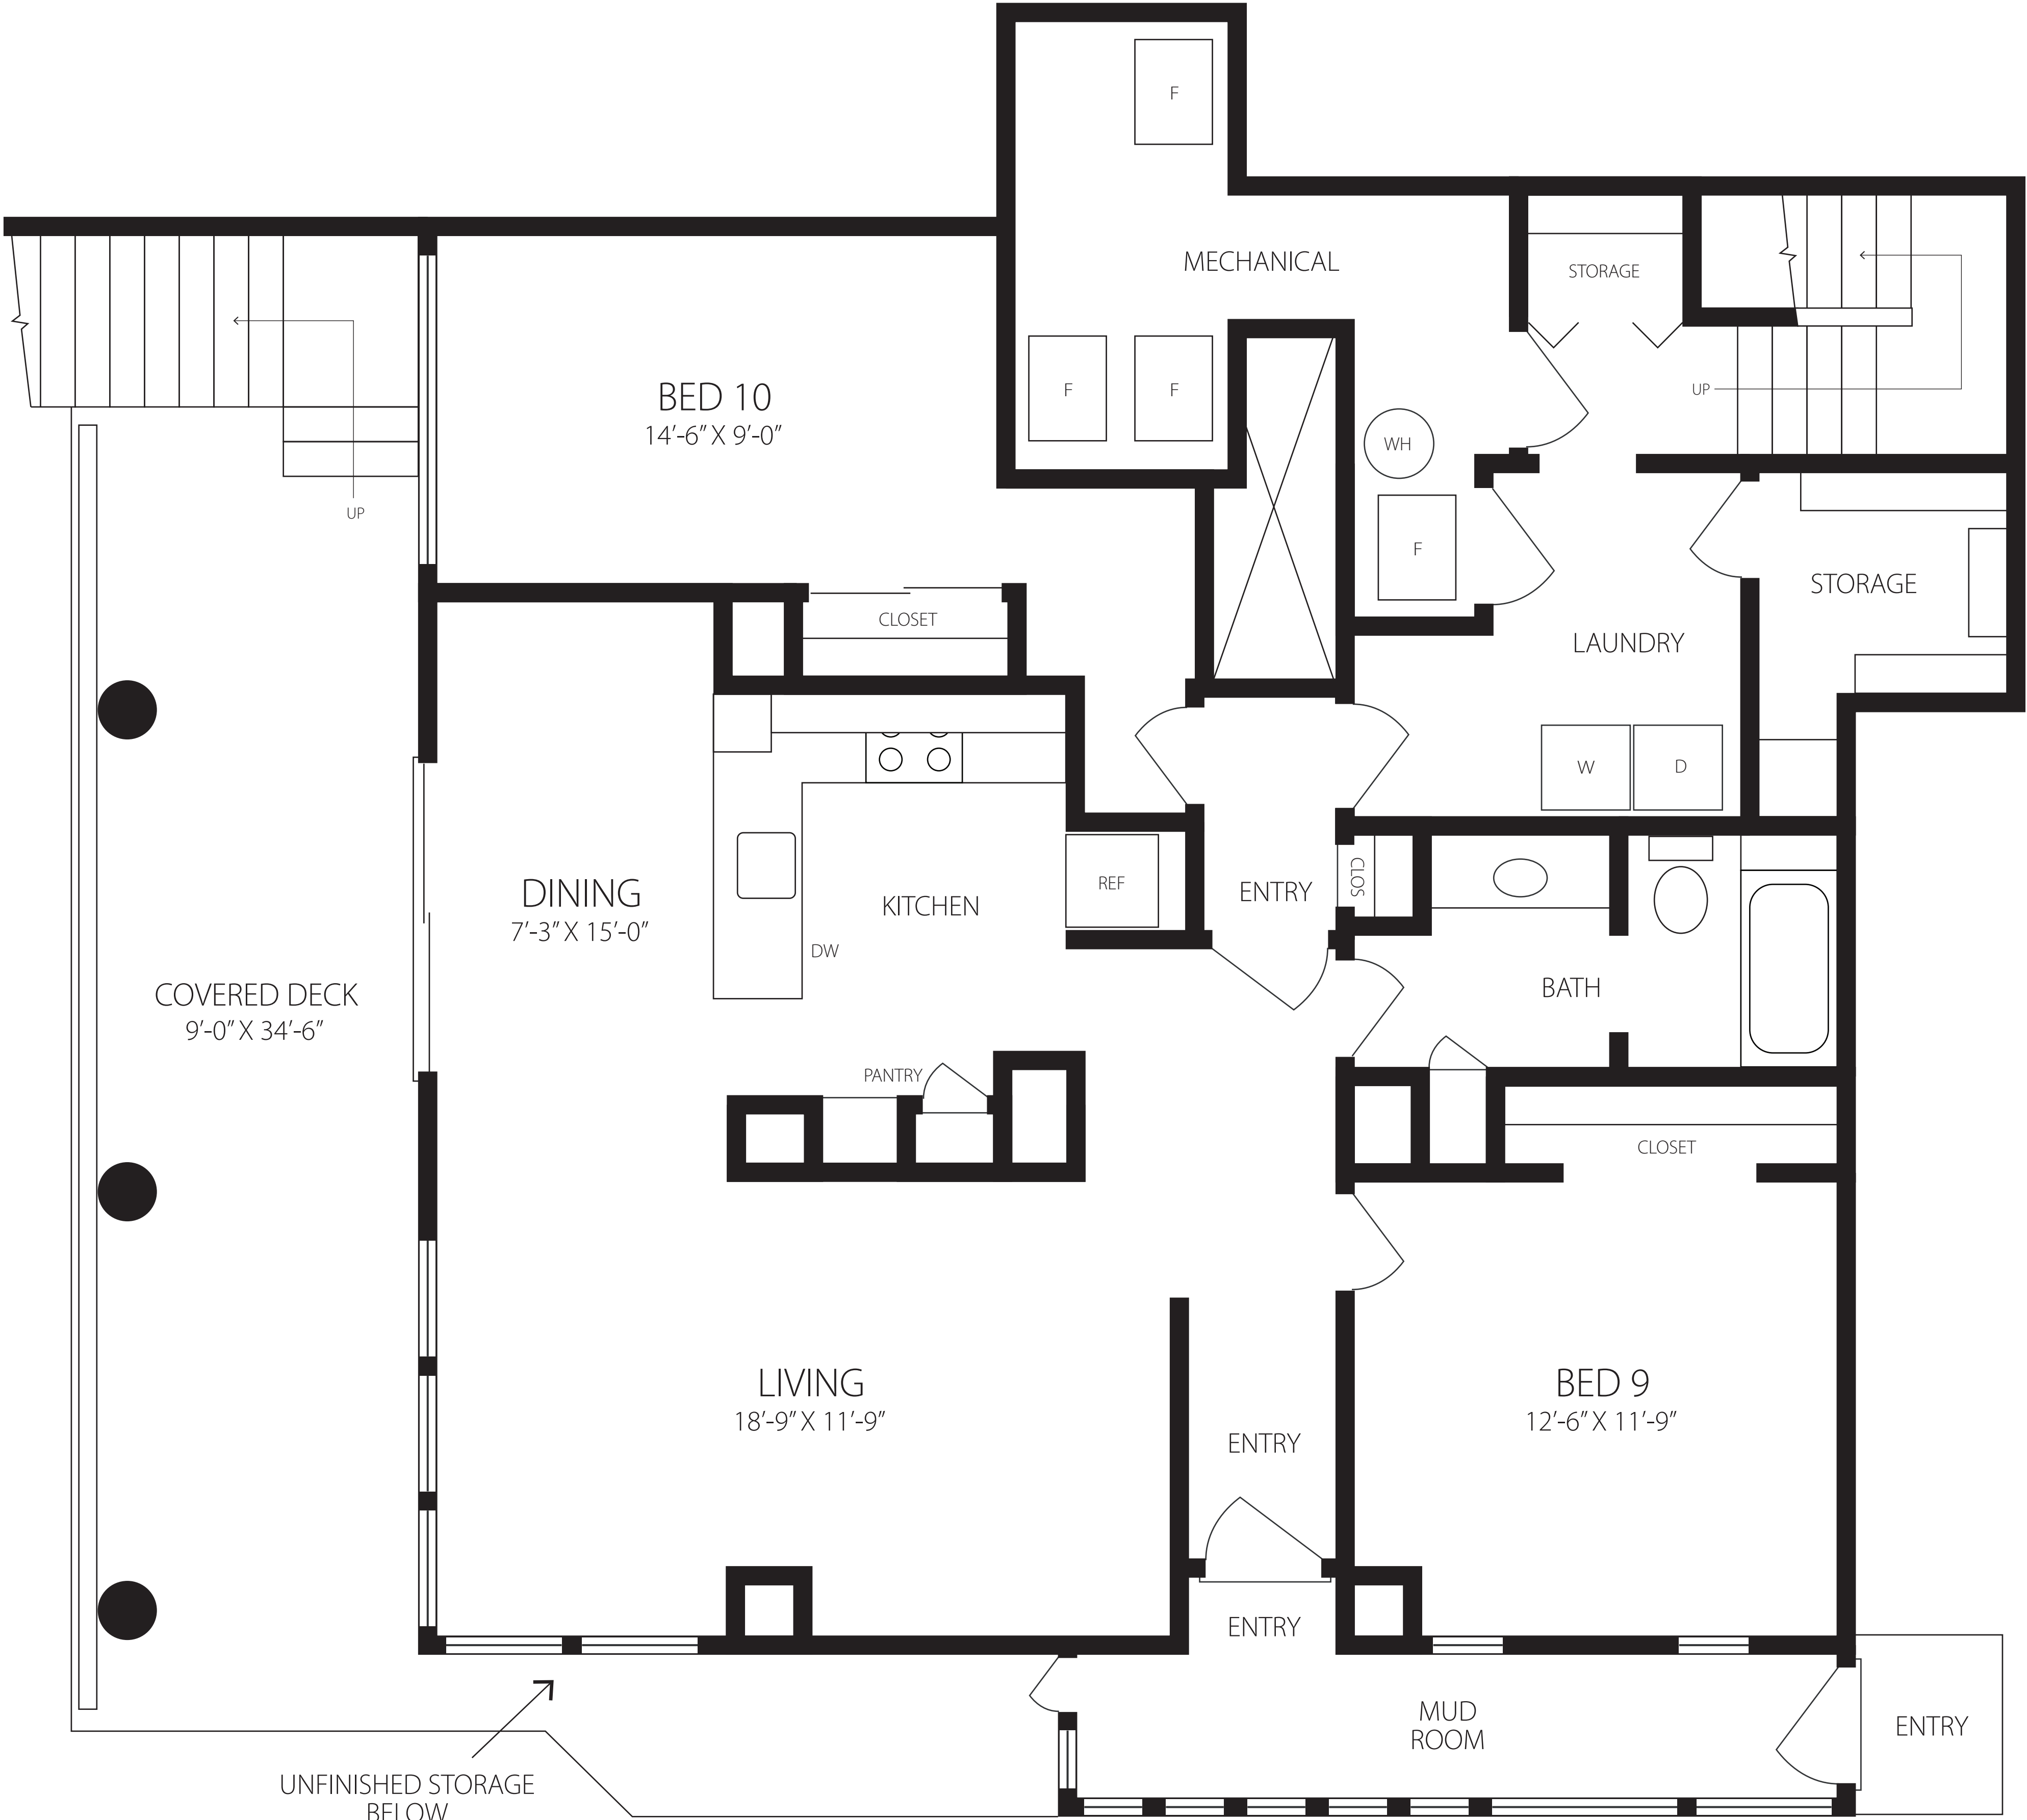 F
MECHANICAL
STORAGE
BED 10
14’-6” X 9’-0”
F
F
UP
WH
UP
F
STORAGE
CLOSET
LAUNDRY
W
D
DINING
7’-3” X 15’-0”
KITCHEN
REF
ENTRY
CLOS
DW
COVERED DECK
9’-0” X 34’-6”
BATH
PANTRY
CLOSET
LIVING
18’-9” X 11’-9”
BED 9
12’-6” X 11’-9”
ENTRY
ENTRY
MUD
ROOM
ENTRY
UNFINISHED STORAGE
BELOW